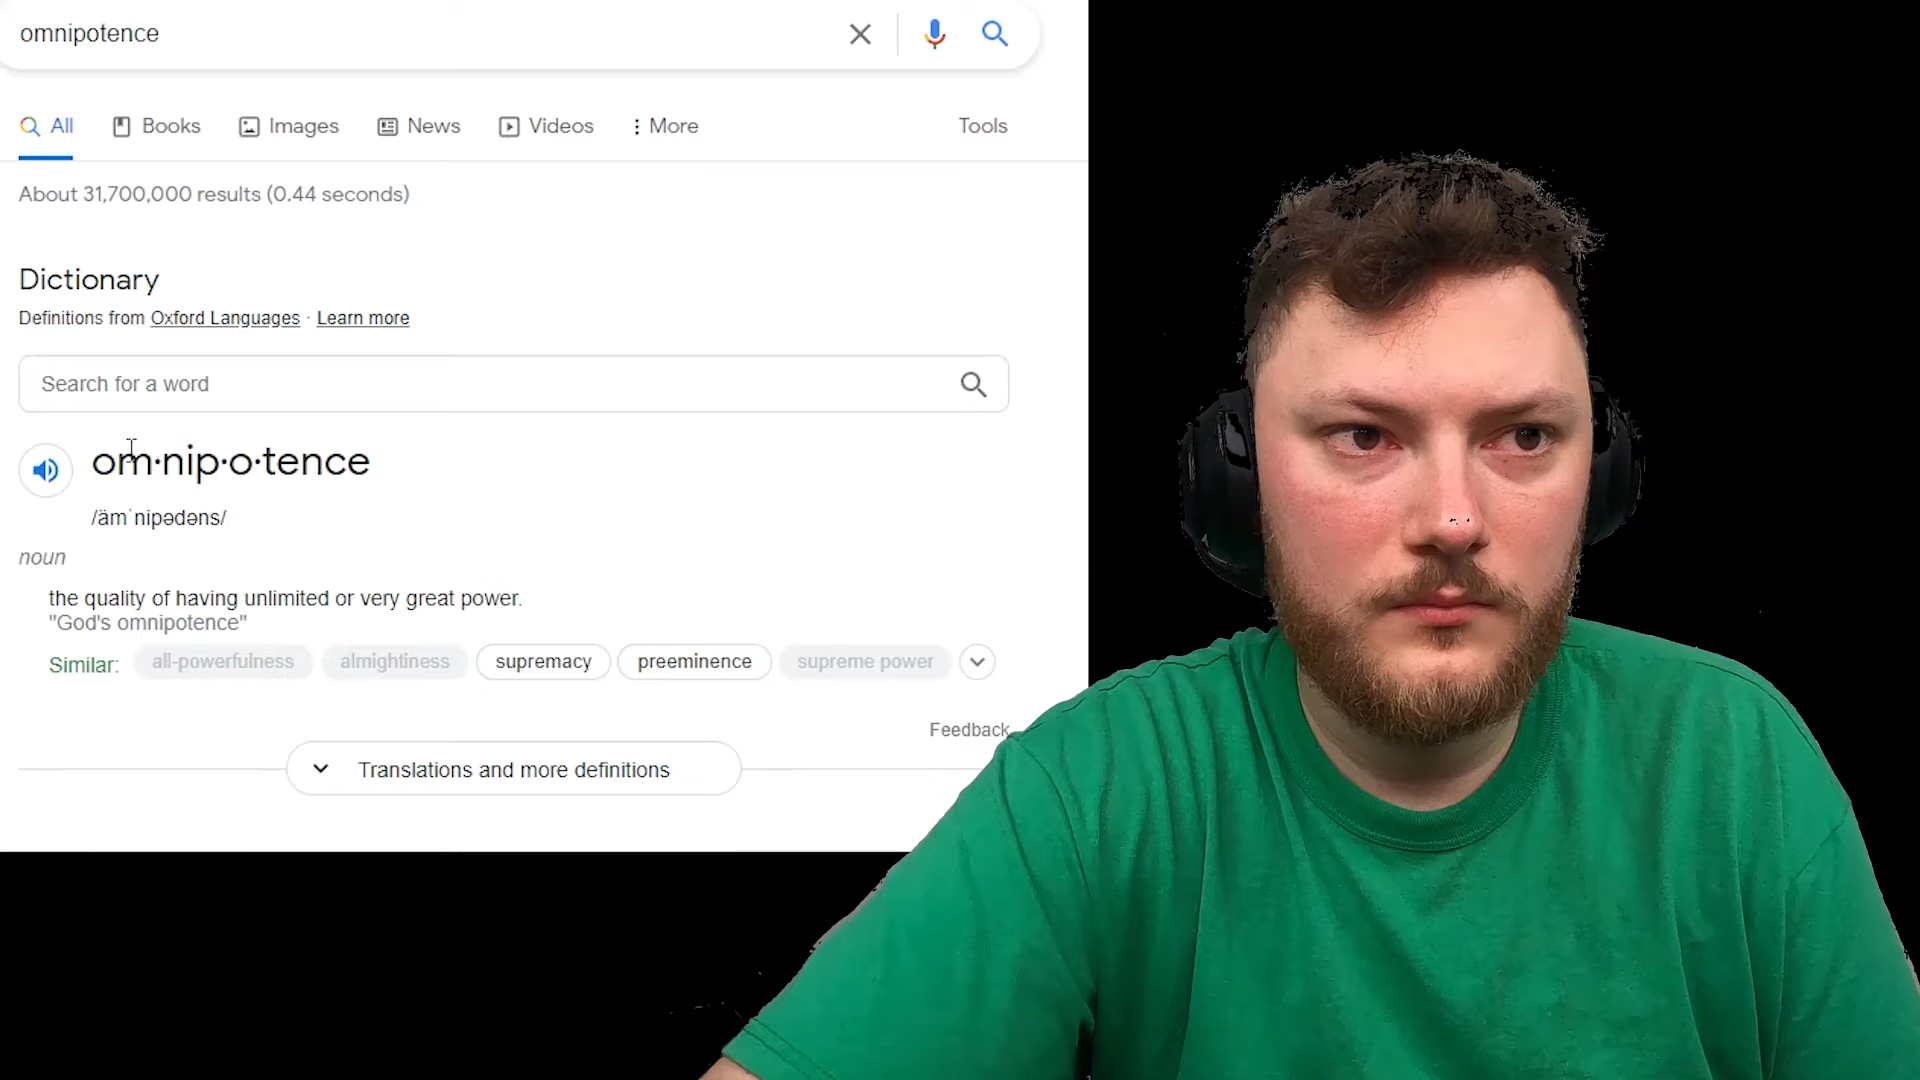 omnipotence
All Books Images News Videos More Tools
About 31,700,000 results (0.44 seconds)
Dictionary
Definitions from Oxford Languages · Learn more
Search for a word
om·nip·o·tence
/ämˈnipədəns/
noun
the quality of having unlimited or very great power.
"God's omnipotence"
Similar: all-powerfulness almightiness supremacy preeminence supreme power
Feedback
Translations and more definitions